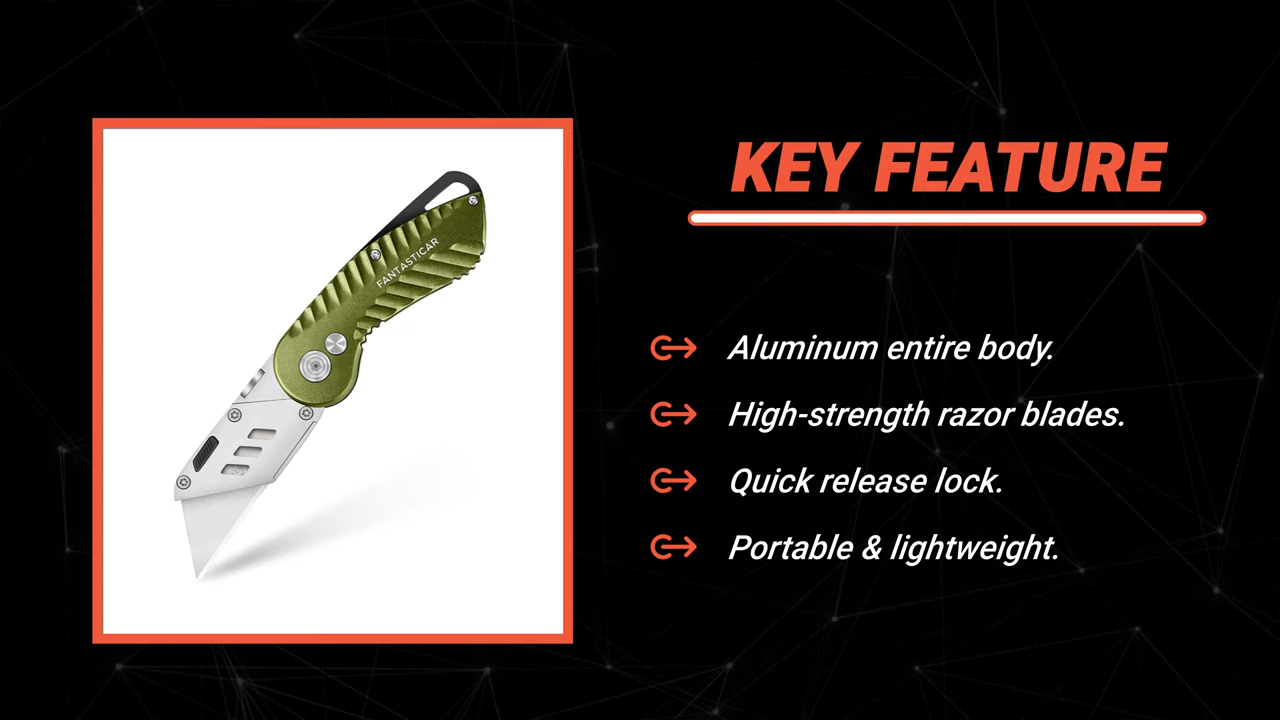 FANTASTICAR
KEY FEATURE
Aluminum entire body.
High-strength razor blades.
Quick release lock.
Portable & lightweight.